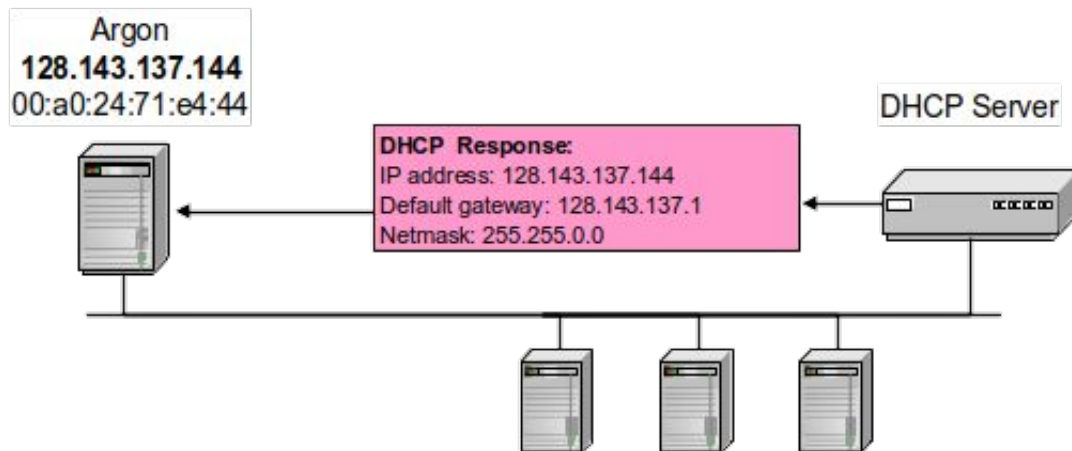 Argon
128.143.137.144
00:a0:24:71:e4:44
DHCP Server
DHCP Response:
IP address: 128.143.137.144
Default gateway: 128.143.137.1
Netmask: 255.255.0.0